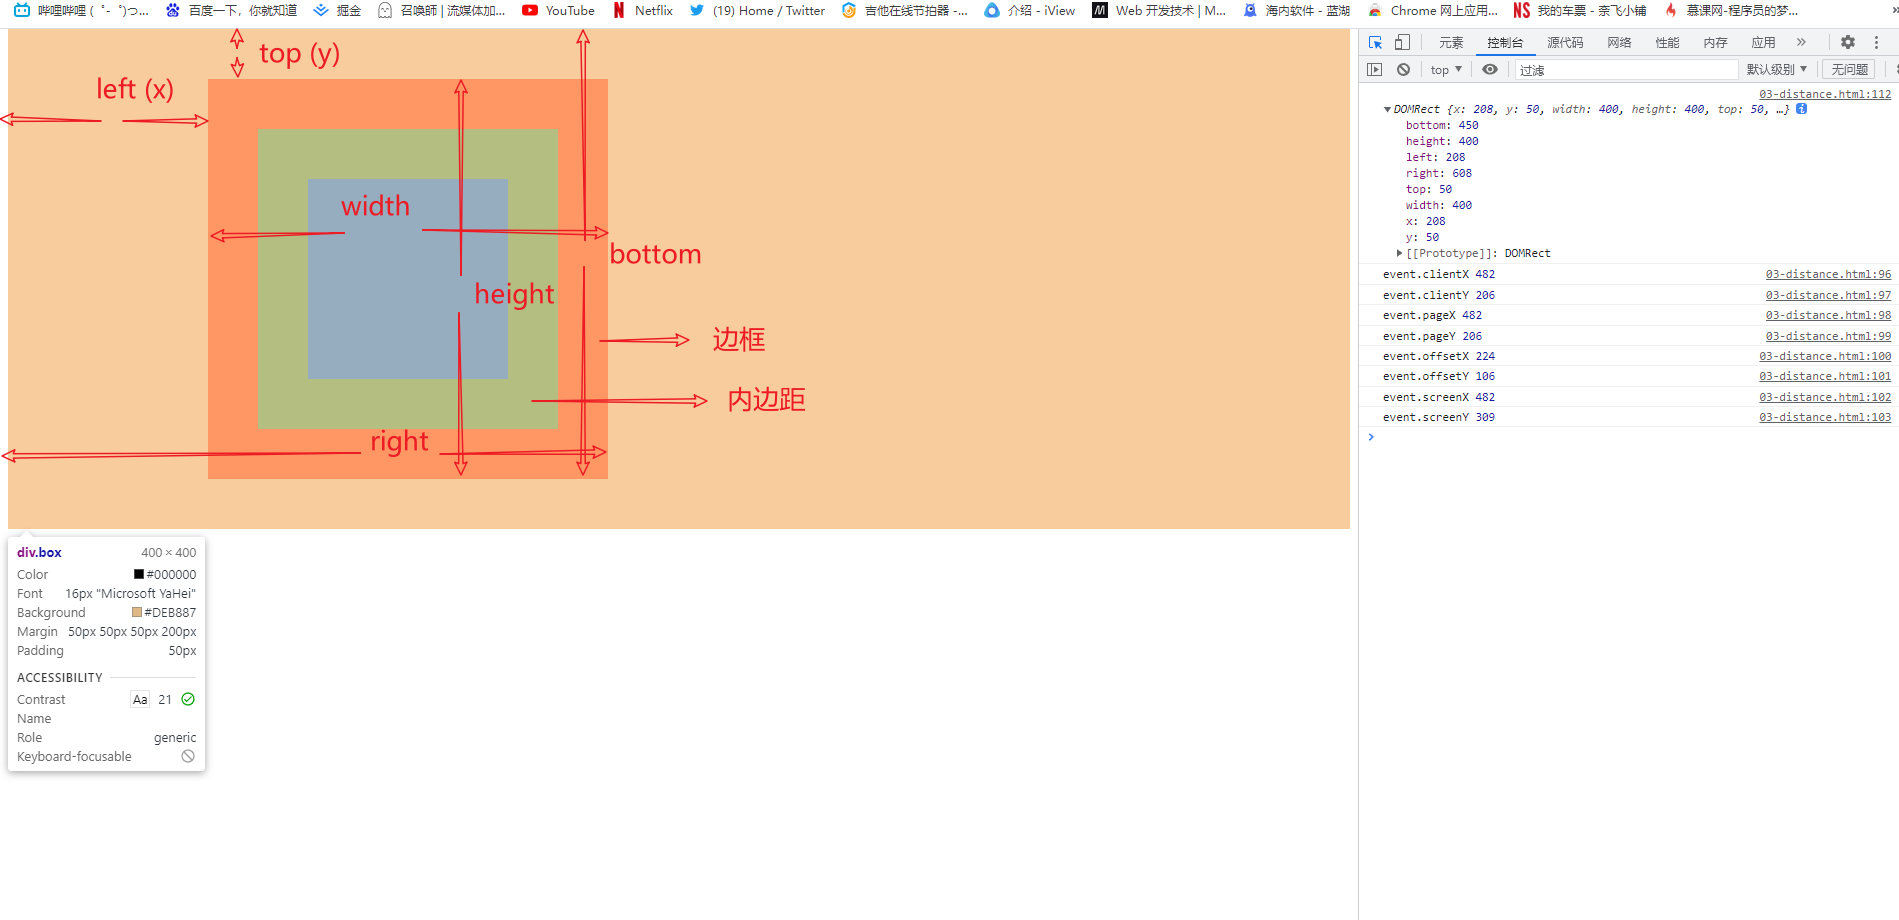 哔哩哔哩 (゜-゜)つ... 百度一下，你就知道 掘金 召唤師 | 流媒体加... YouTube Netflix (19) Home / Twitter 吉他在线节拍器 -... 介绍 - iView Web 开发技术 | M... 海内软件 - 蓝湖 Chrome 网上应用... 我的车票 - 奈飞小铺 慕课网-程序员的梦... »
top (y)
left (x)
width
bottom
height
边框
内边距
right
div.box 400 × 400
Color #000000
Font 16px "Microsoft YaHei"
Background #DEB887
Margin 50px 50px 50px 200px
Padding 50px
ACCESSIBILITY
Contrast Aa 21
Name
Role generic
Keyboard-focusable
元素 控制台 源代码 网络 性能 内存 应用 »
top ▼ 过滤 默认级别 ▼ 无问题
03-distance.html:112
DOMRect {x: 208, y: 50, width: 400, height: 400, top: 50, …}
bottom: 450
height: 400
left: 208
right: 608
top: 50
width: 400
x: 208
y: 50
[[Prototype]]: DOMRect
event.clientX 482 03-distance.html:96
event.clientY 206 03-distance.html:97
event.pageX 482 03-distance.html:98
event.pageY 206 03-distance.html:99
event.offsetX 224 03-distance.html:100
event.offsetY 106 03-distance.html:101
event.screenX 482 03-distance.html:102
event.screenY 309 03-distance.html:103